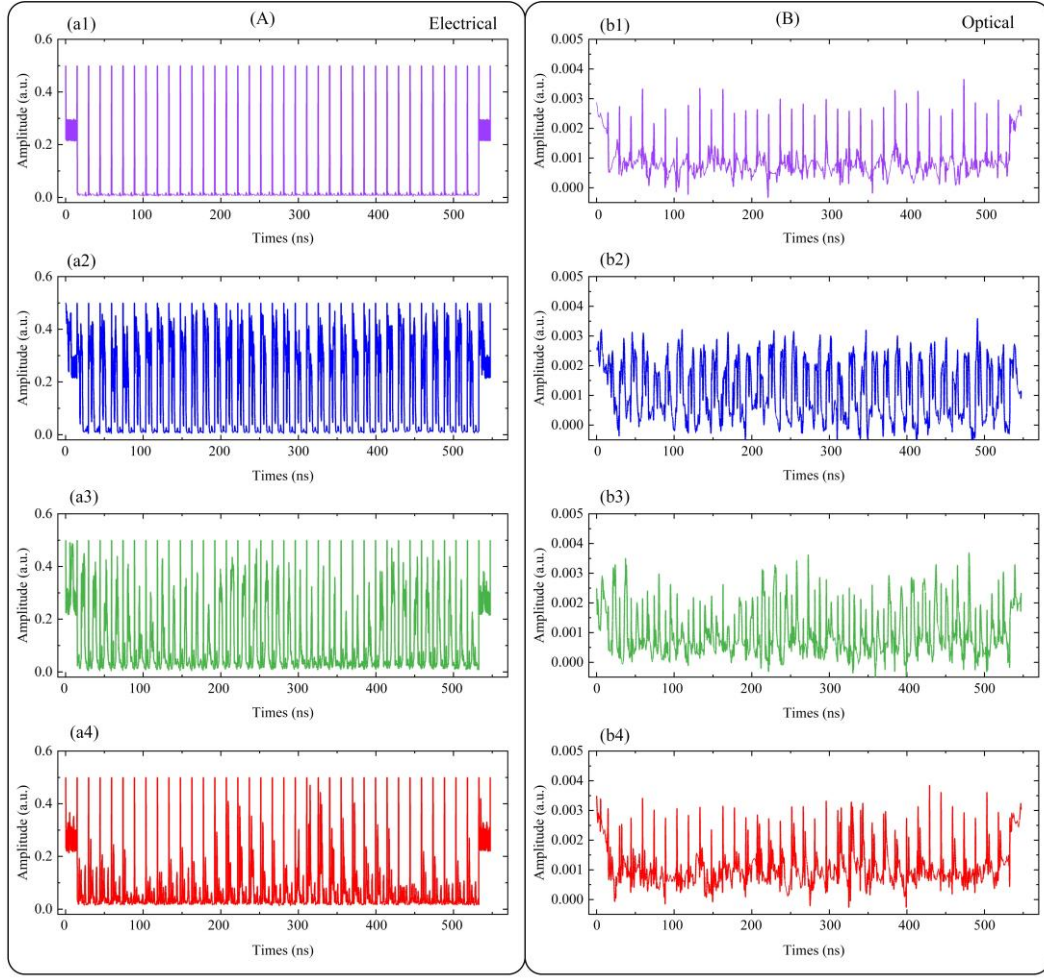 (A)
Electrical
(a1)
Amplitude (a.u.)
0.6
0.4
0.2
0.0
0 100 200 300 400 500
Times (ns)
(a2)
Amplitude (a.u.)
0.6
0.4
0.2
0.0
0 100 200 300 400 500
Times (ns)
(a3)
Amplitude (a.u.)
0.6
0.4
0.2
0.0
0 100 200 300 400 500
Times (ns)
(a4)
Amplitude (a.u.)
0.6
0.4
0.2
0.0
0 100 200 300 400 500
Times (ns)
(B)
Optical
(b1)
Amplitude (a.u.)
0.005
0.004
0.003
0.002
0.001
0.000
0 100 200 300 400 500
Times (ns)
(b2)
Amplitude (a.u.)
0.005
0.004
0.003
0.002
0.001
0.000
0 100 200 300 400 500
Times (ns)
(b3)
Amplitude (a.u.)
0.005
0.004
0.003
0.002
0.001
0.000
0 100 200 300 400 500
Times (ns)
(b4)
Amplitude (a.u.)
0.005
0.004
0.003
0.002
0.001
0.000
0 100 200 300 400 500
Times (ns)